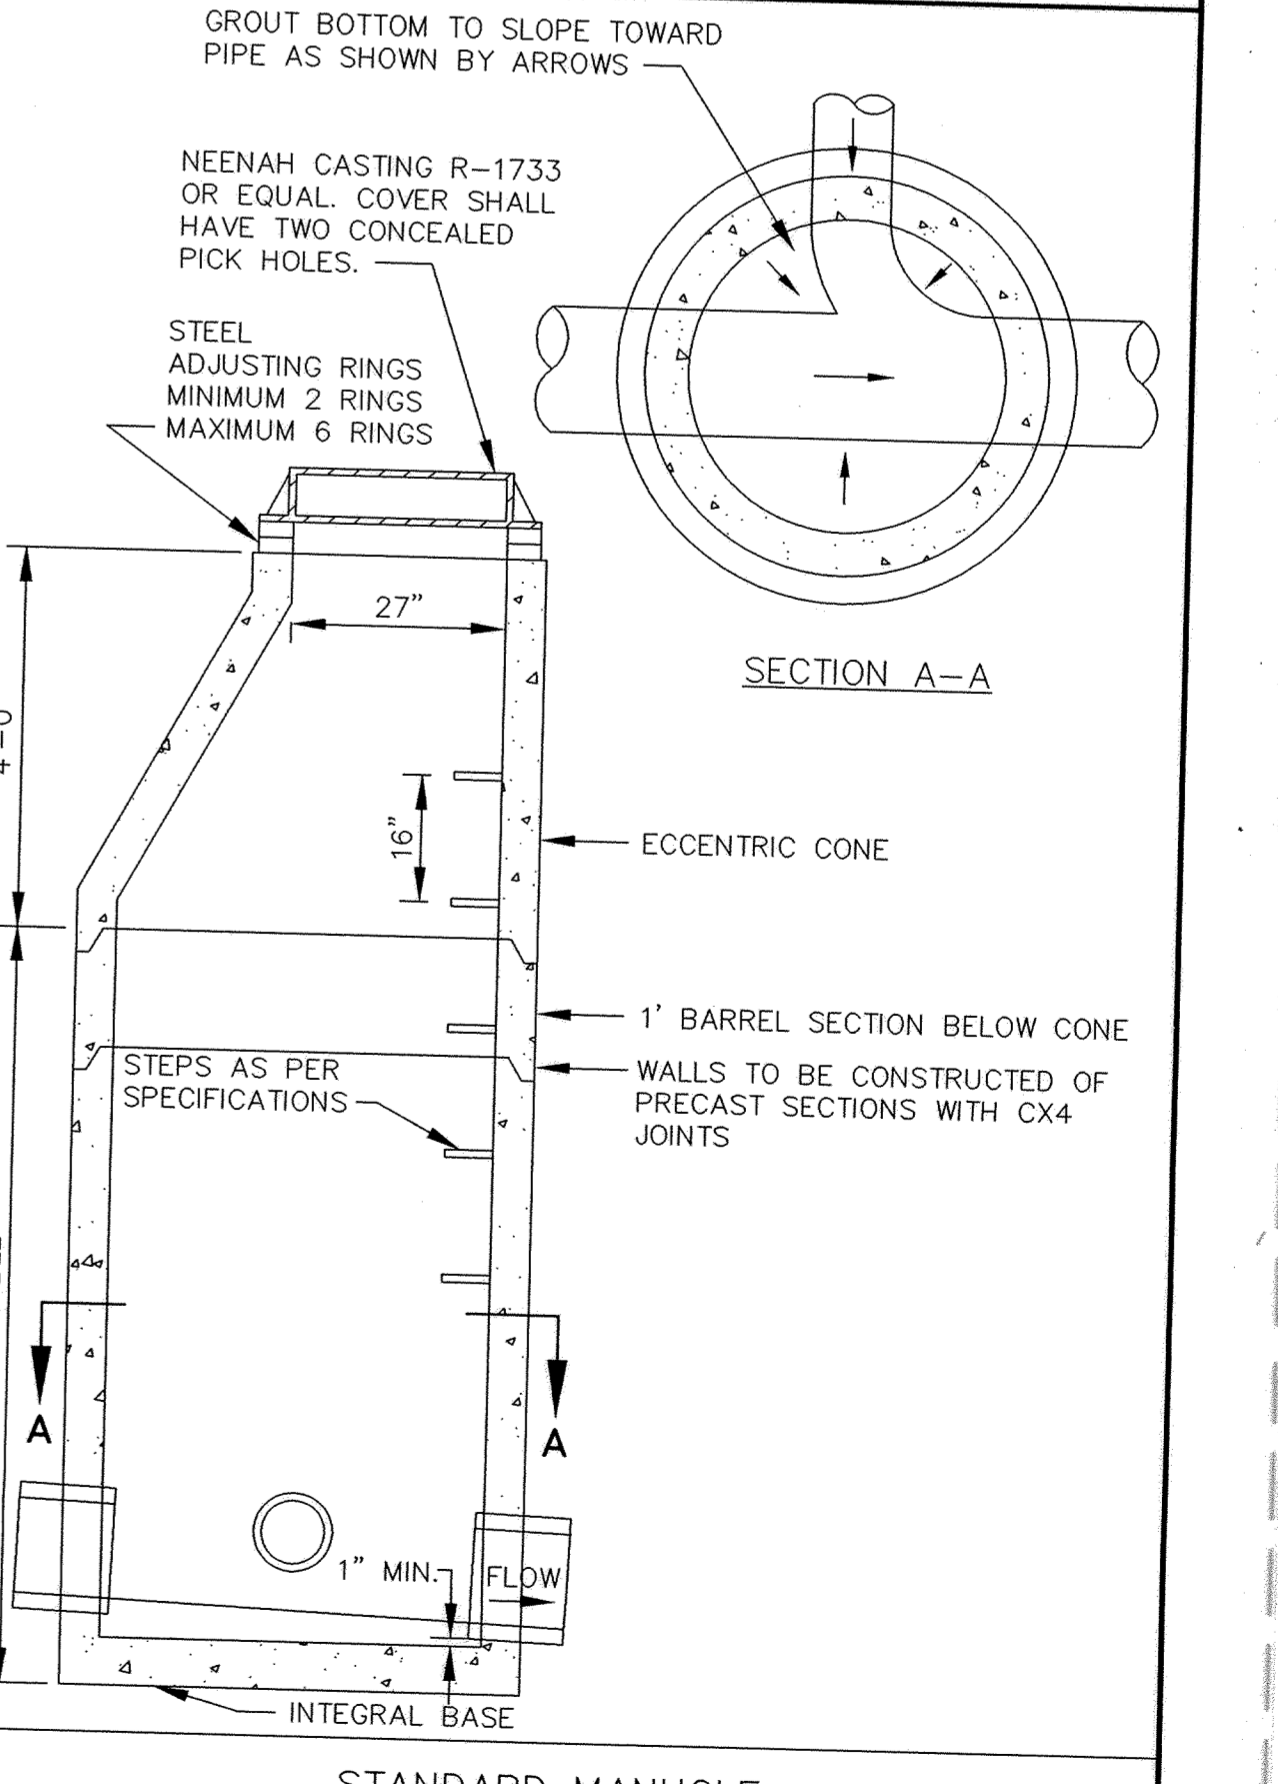 GROUT BOTTOM TO SLOPE TOWARD
PIPE AS SHOWN BY ARROWS
NEENAH CASTING R-1733
OR EQUAL. COVER SHALL
HAVE TWO CONCEALED
PICK HOLES.
STEEL
ADJUSTING RINGS
MINIMUM 2 RINGS
MAXIMUM 6 RINGS
27"
SECTION A-A
16"
ECCENTRIC CONE
1' BARREL SECTION BELOW CONE
STEPS AS PER
SPECIFICATIONS
WALLS TO BE CONSTRUCTED OF
PRECAST SECTIONS WITH CX4
JOINTS
A
A
1" MIN.
FLOW
INTEGRAL BASE
STANDARD MANHOLE